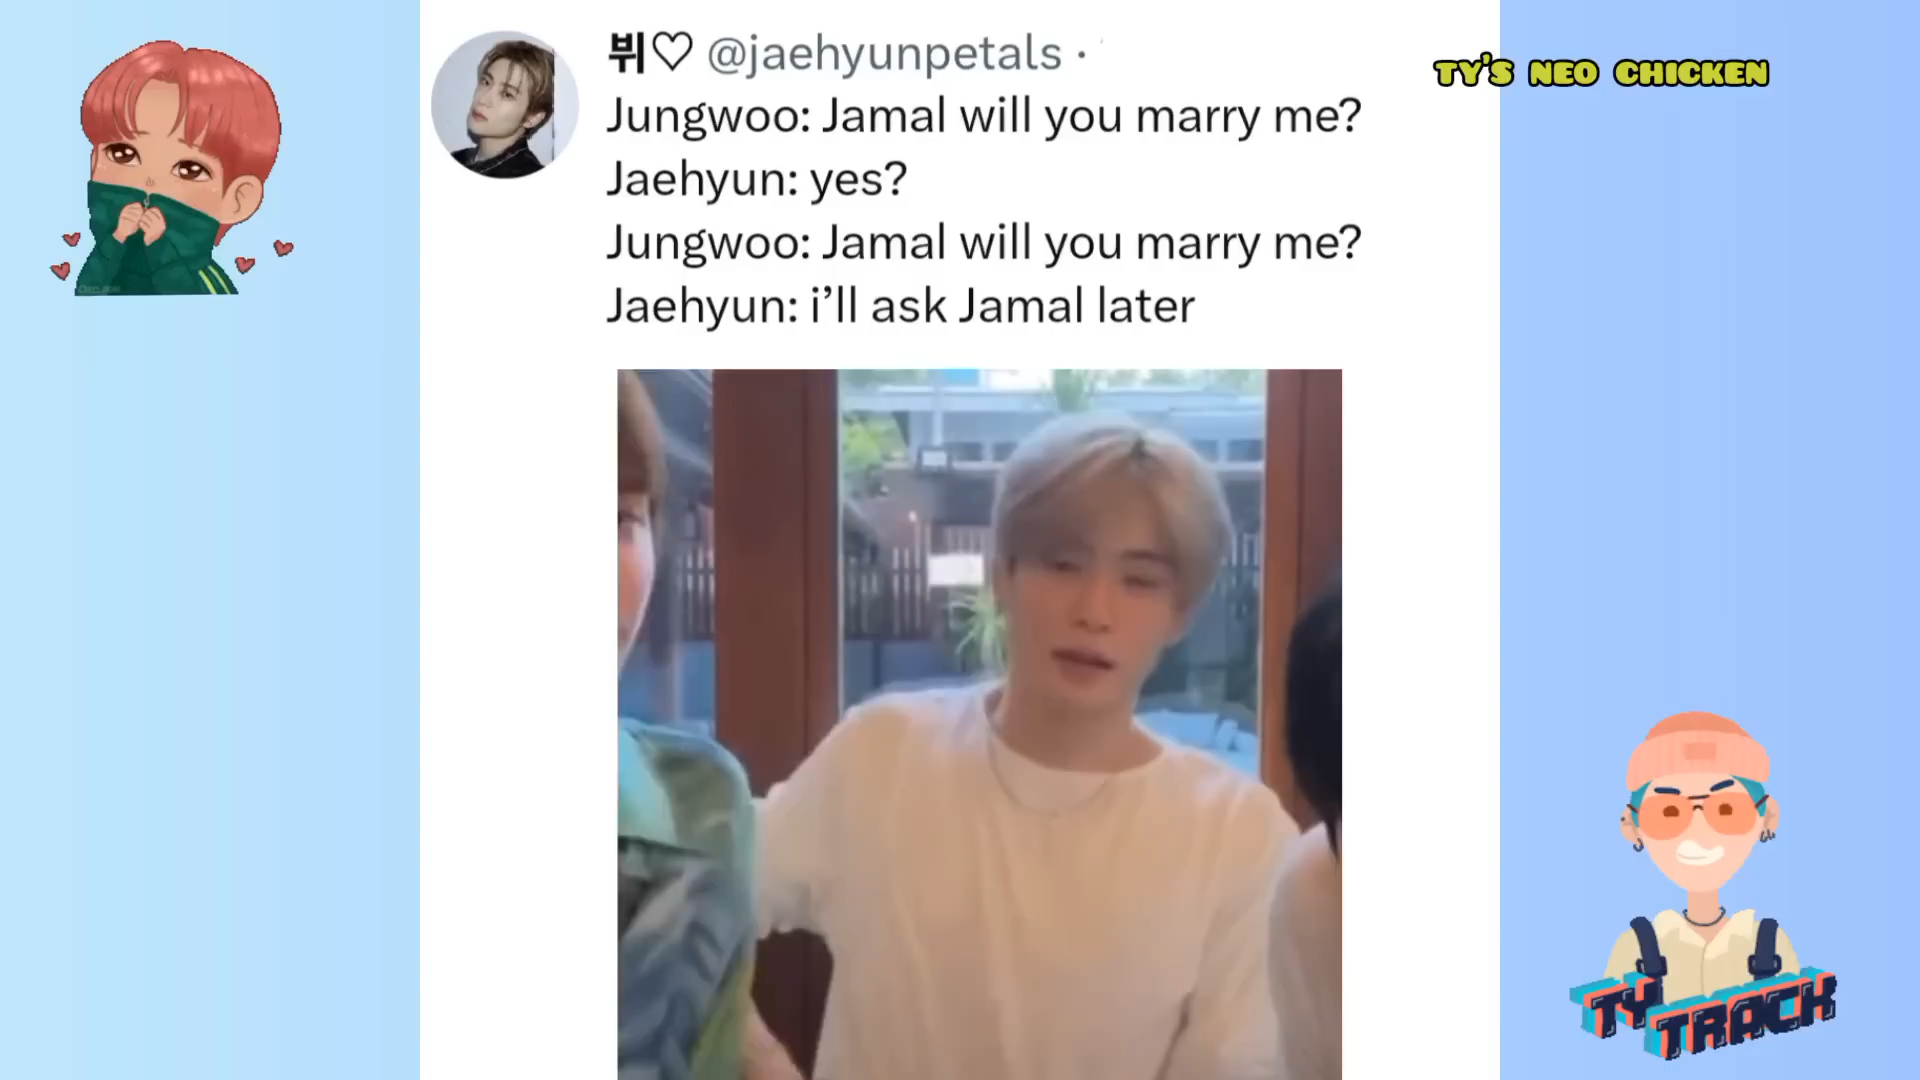 뷔♡ @jaehyunpetals ·
TY'S NEO CHICKEN
Jungwoo: Jamal will you marry me?
Jaehyun: yes?
Jungwoo: Jamal will you marry me?
Jaehyun: i’ll ask Jamal later
TY
TRACK